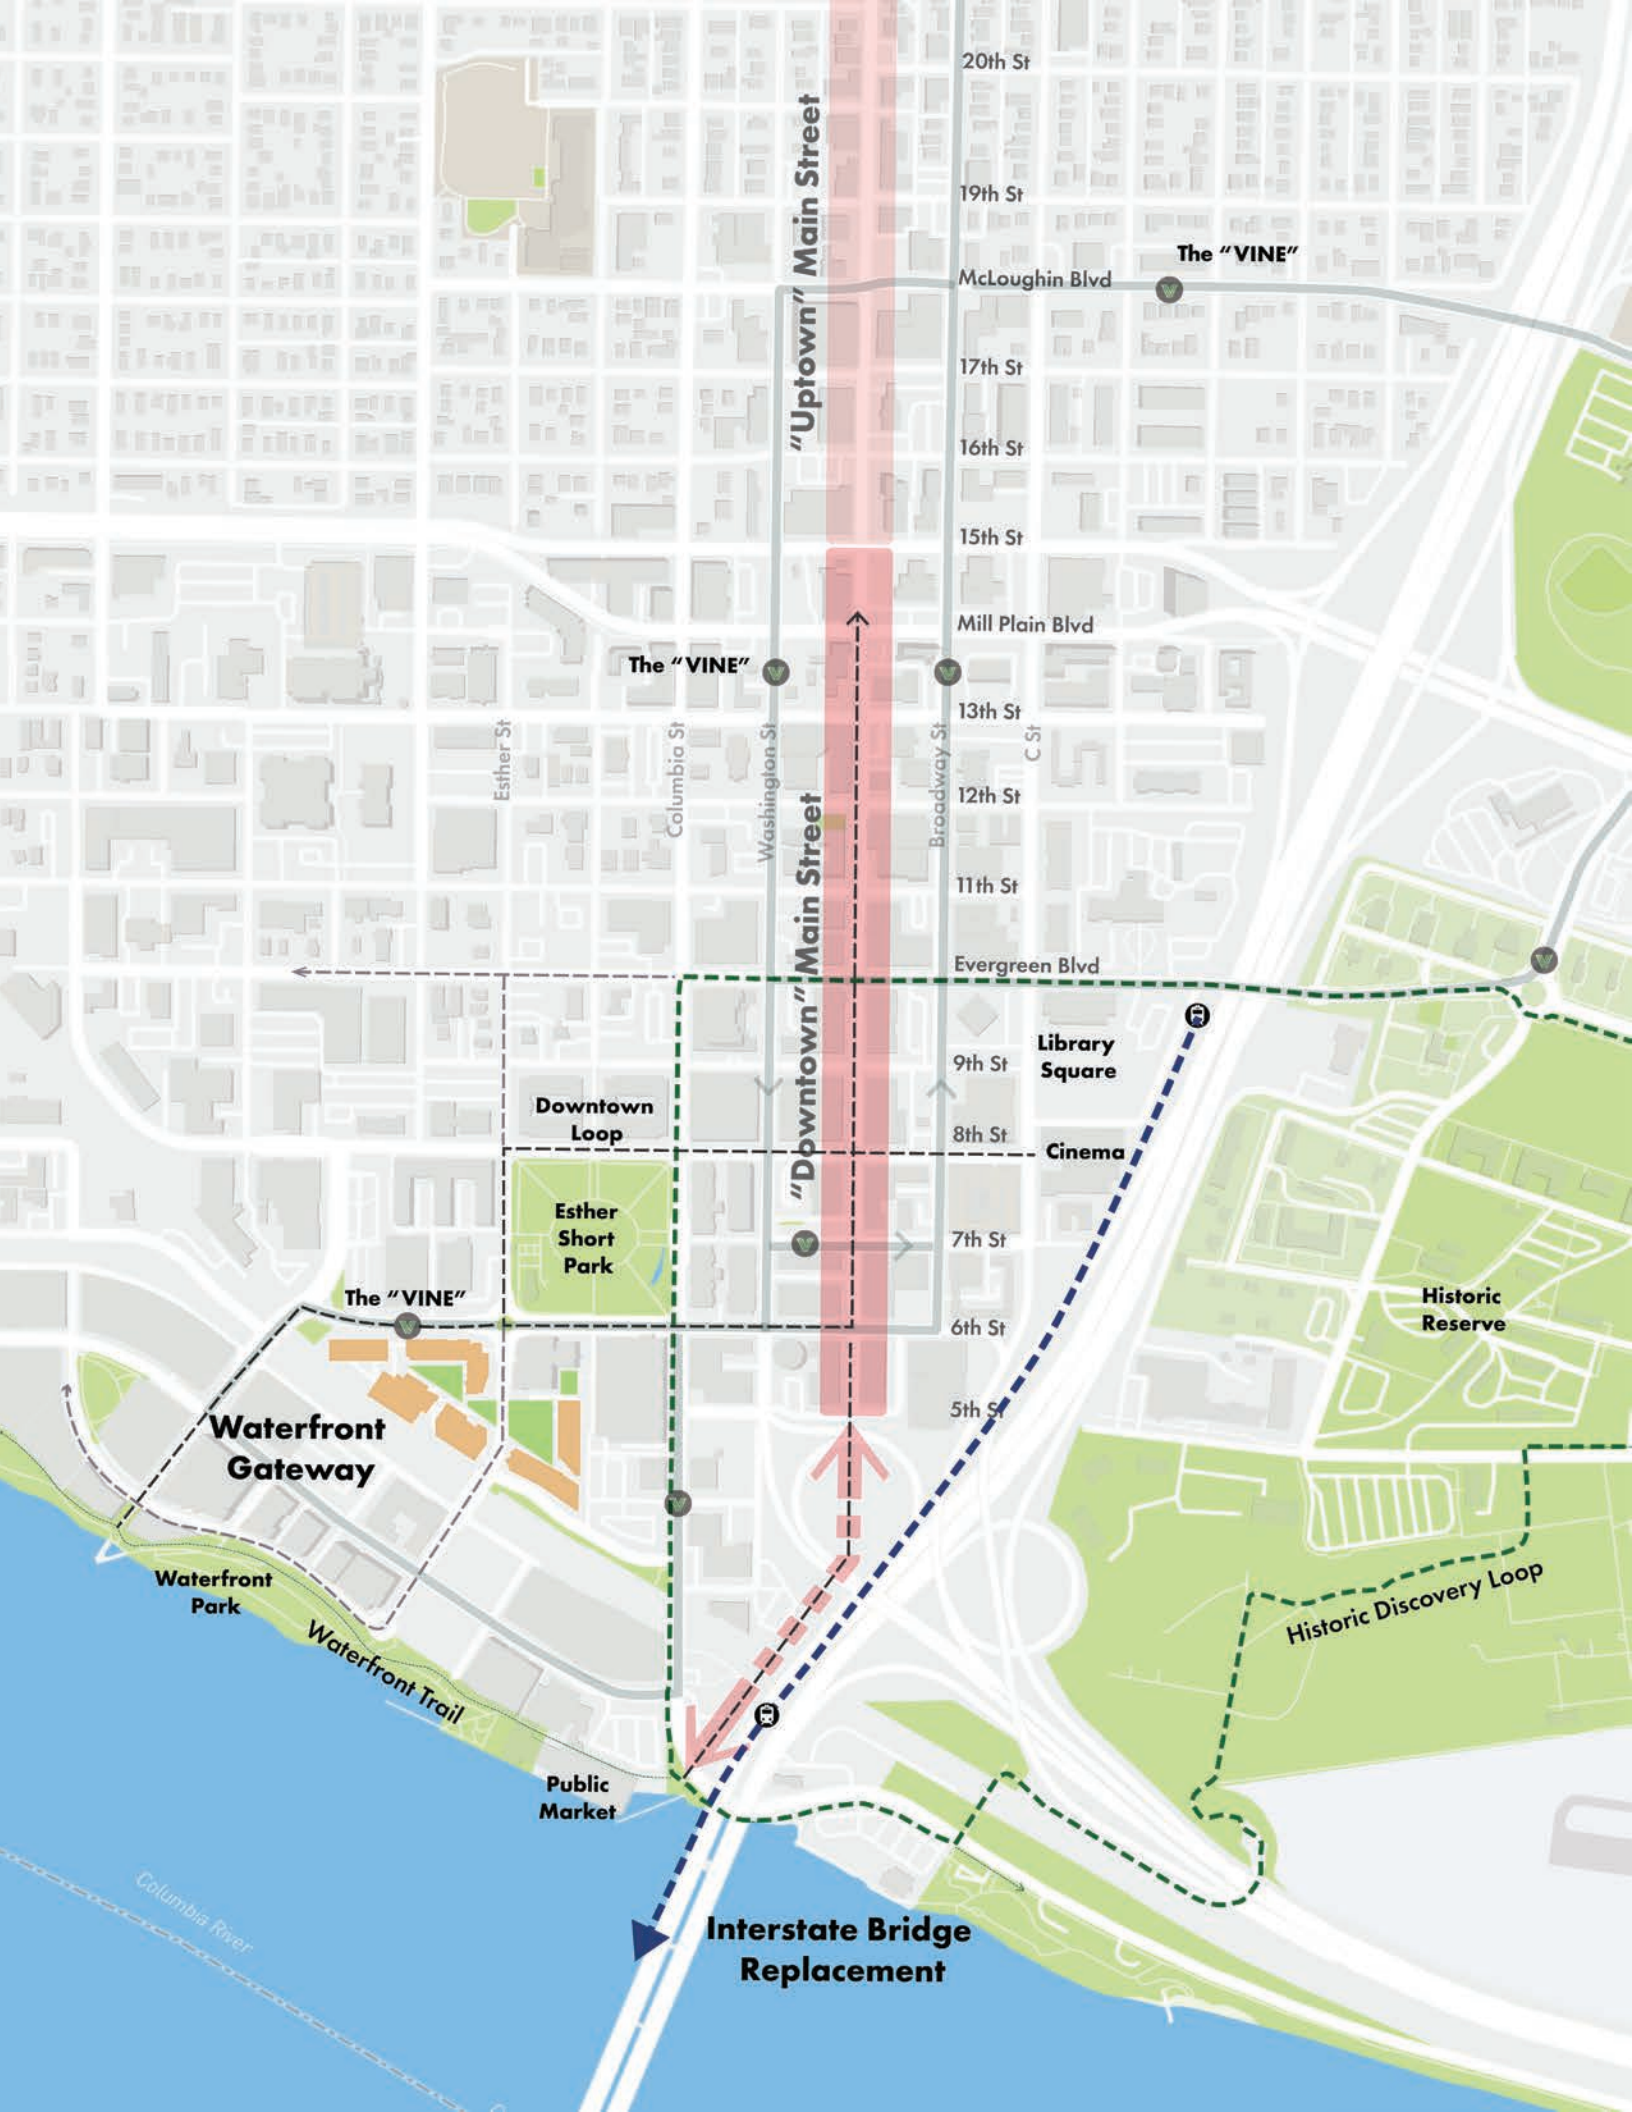 20th St
"Uptown" Main Street
19th St
The "VINE"
McLoughin Blvd
V
17th St
16th St
15th St
Mill Plain Blvd
The "VINE"
V
V
13th St
Esther St
Columbia St
Washington St
Broadway St
C St
12th St
"Downtown" Main Street
11th St
Evergreen Blvd
V
Library
Square
9th St
Downtown
Loop
8th St
Cinema
Esther
Short
Park
V
7th St
The "VINE"
V
6th St
Historic
Reserve
5th St
Waterfront
Gateway
V
Waterfront
Park
Historic Discovery Loop
Waterfront Trail
Public
Market
Columbia River
Interstate Bridge
Replacement